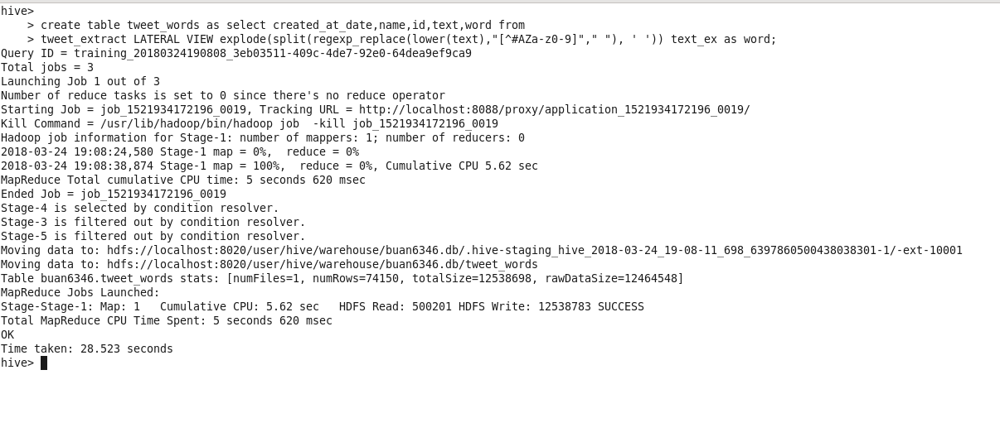 hive>
    > create table tweet_words as select created_at_date,name,id,text,word from
    > tweet_extract LATERAL VIEW explode(split(regexp_replace(lower(text),"[^#AZa-z0-9]"," "), ' ')) text_ex as word;
Query ID = training_20180324190808_3eb03511-409c-4de7-92e0-64dea9ef9ca9
Total jobs = 3
Launching Job 1 out of 3
Number of reduce tasks is set to 0 since there's no reduce operator
Starting Job = job_1521934172196_0019, Tracking URL = http://localhost:8088/proxy/application_1521934172196_0019/
Kill Command = /usr/lib/hadoop/bin/hadoop job  -kill job_1521934172196_0019
Hadoop job information for Stage-1: number of mappers: 1; number of reducers: 0
2018-03-24 19:08:24,580 Stage-1 map = 0%,  reduce = 0%
2018-03-24 19:08:38,874 Stage-1 map = 100%,  reduce = 0%, Cumulative CPU 5.62 sec
MapReduce Total cumulative CPU time: 5 seconds 620 msec
Ended Job = job_1521934172196_0019
Stage-4 is selected by condition resolver.
Stage-3 is filtered out by condition resolver.
Stage-5 is filtered out by condition resolver.
Moving data to: hdfs://localhost:8020/user/hive/warehouse/buan6346.db/.hive-staging_hive_2018-03-24_19-08-11_698_6397860500438038301-1/-ext-10001
Moving data to: hdfs://localhost:8020/user/hive/warehouse/buan6346.db/tweet_words
Table buan6346.tweet_words stats: [numFiles=1, numRows=74150, totalSize=12538698, rawDataSize=12464548]
MapReduce Jobs Launched:
Stage-Stage-1: Map: 1   Cumulative CPU: 5.62 sec   HDFS Read: 500201 HDFS Write: 12538783 SUCCESS
Total MapReduce CPU Time Spent: 5 seconds 620 msec
OK
Time taken: 28.523 seconds
hive>